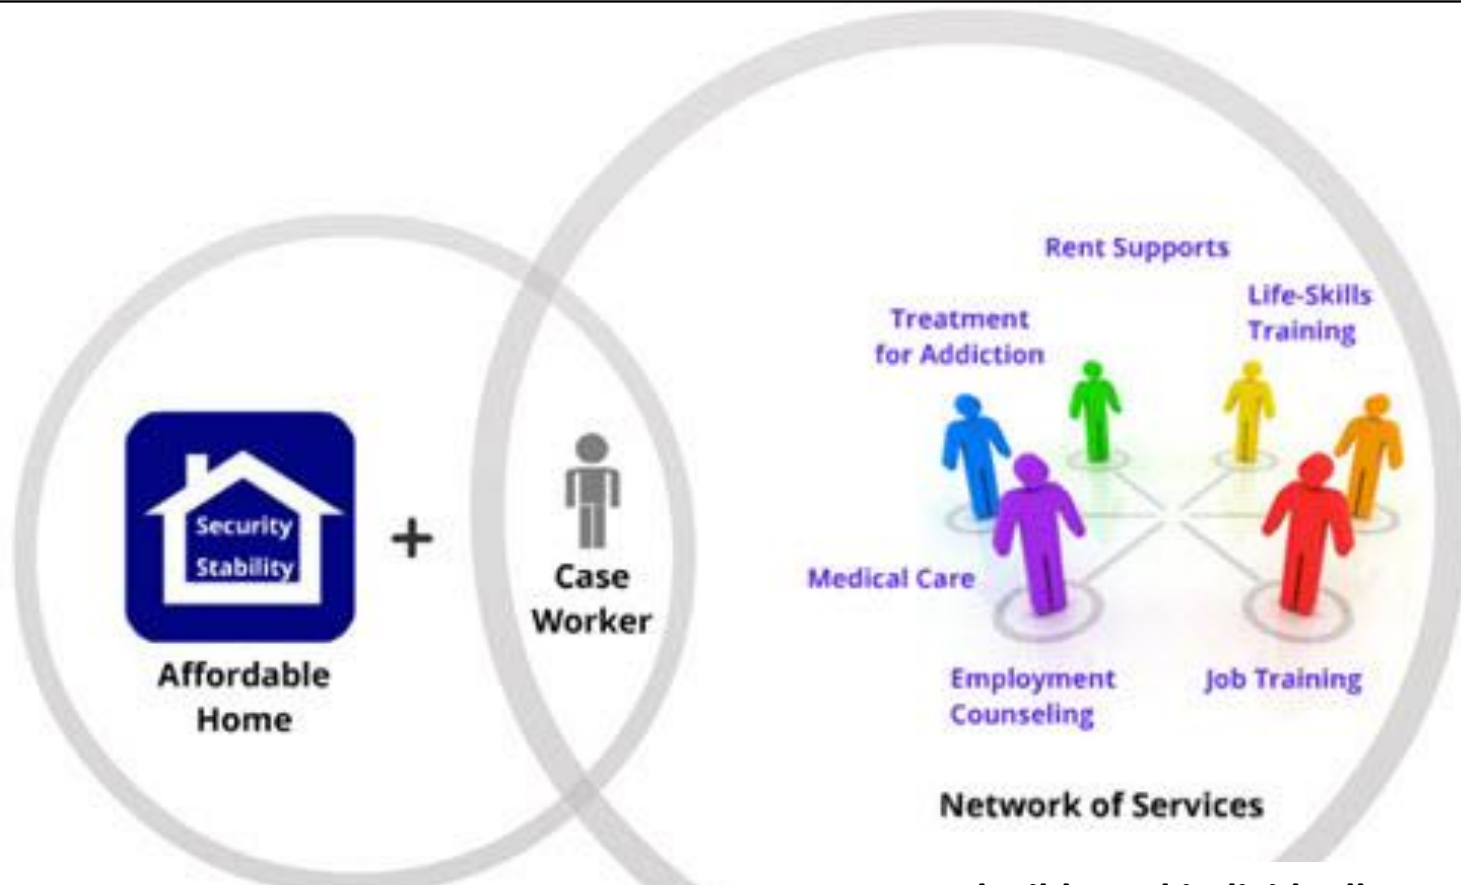 Rent Supports
Life-Skills
Training
Treatment
for Addiction
Security
Stability
+
Case
Worker
Medical Care
Affordable
Home
Employment
Counseling
Job Training
Network of Services